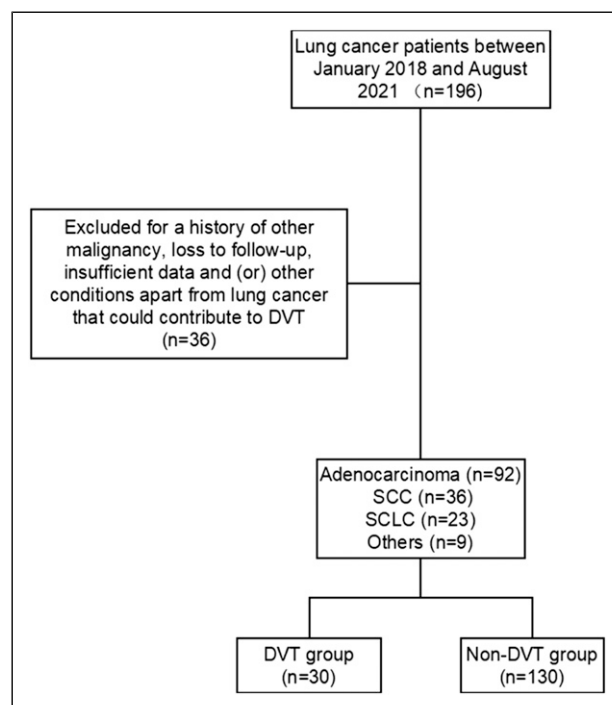 Lung cancer patients between
January 2018 and August
2021 （n=196)
Excluded for a history of other
malignancy, loss to follow-up,
insufficient data and (or) other
conditions apart from lung cancer
that could contribute to DVT
(n=36)
Adenocarcinoma (n=92)
SCC (n=36)
SCLC (n=23)
Others (n=9)
DVT group
(n=30)
Non-DVT group
(n=130)